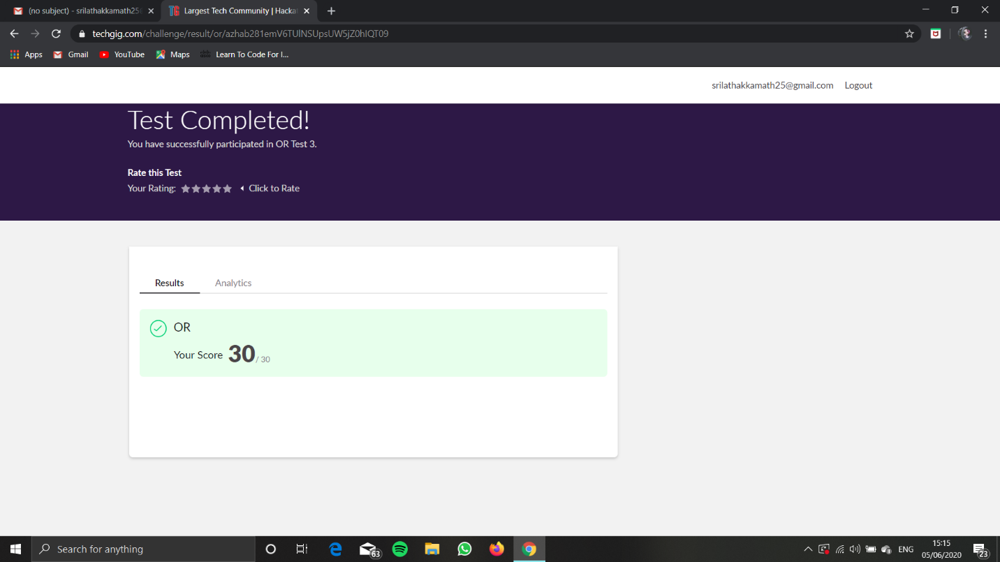 (no subject) - srilathakkamath25
Largest Tech Community | Hacka
techgig.com/challenge/result/or/azhab281emV6TUlNSUpsUW5jZ0hIQT09
Apps Gmail YouTube Maps Learn To Code For I...
srilathakkamath25@gmail.com Logout
Test Completed!
You have successfully participated in OR Test 3.
Rate this Test
Your Rating: Click to Rate
Results Analytics
OR
Your Score 30 / 30
Search for anything
63
ENG
15:15
05/06/2020
23